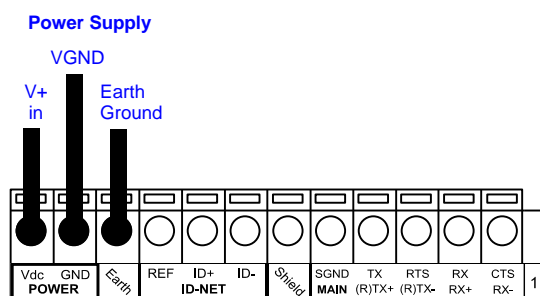 Power Supply
VGND
V+
in
Earth
Ground
Vdc GND
POWER
Earth
REF ID+ ID-
ID-NET
Shield
SGND TX RTS RX CTS
MAIN (R)TX+ (R)TX- RX+ RX-
1